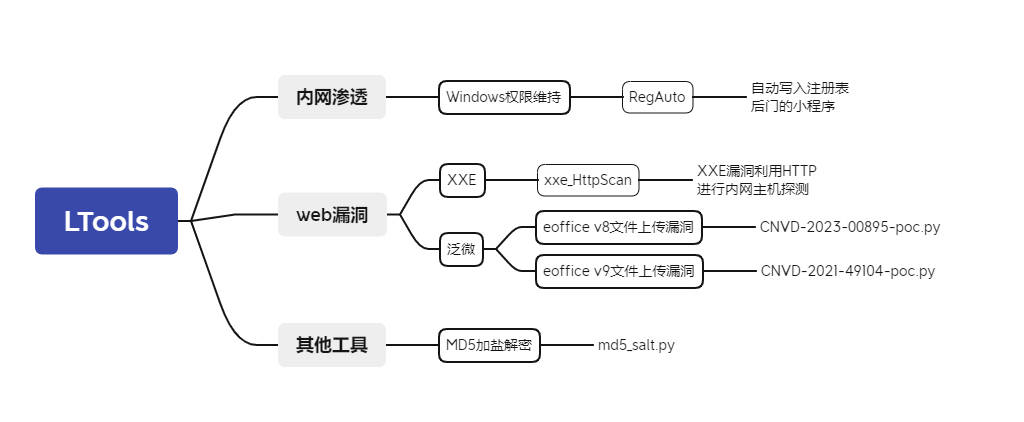 LTools
内网渗透
Windows权限维持
RegAuto
自动写入注册表
后门的小程序
web漏洞
XXE
xxe_HttpScan
XXE漏洞利用HTTP
进行内网主机探测
泛微
eoffice v8文件上传漏洞
CNVD-2023-00895-poc.py
eoffice v9文件上传漏洞
CNVD-2021-49104-poc.py
其他工具
MD5加盐解密
md5_salt.py